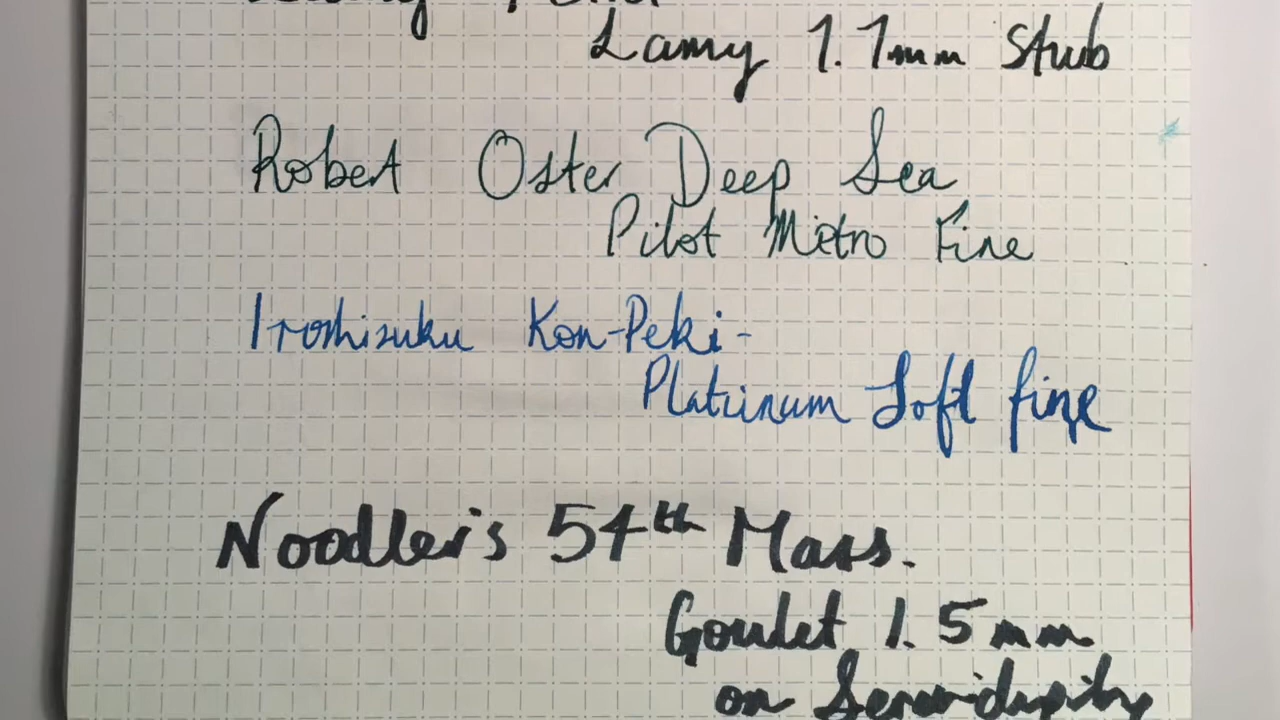 Lamy 1.1mm Stub
Robert Oster Deep Sea
Pilot Metro Fine
Iroshizuku Kon-Peki-
Platinum Soft fine
Noodler's 54th Mass.
Goulet 1.5mm
on Serendipity